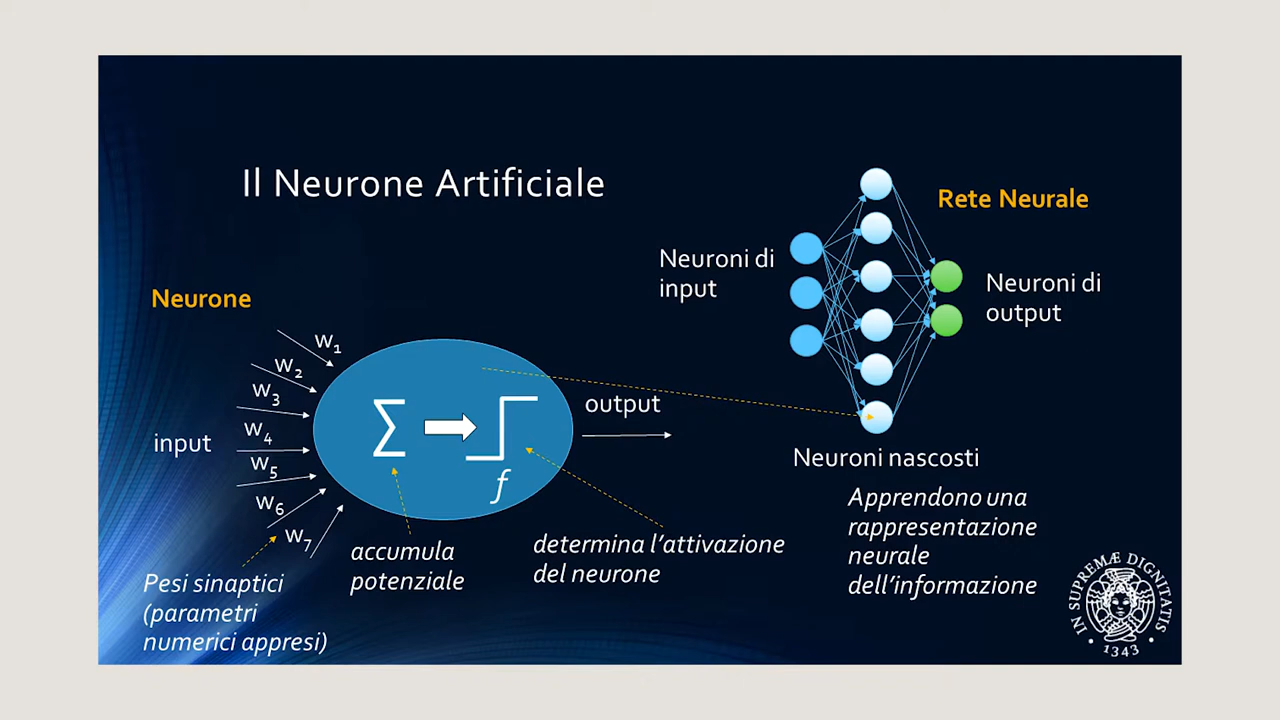 Il Neurone Artificiale
Neurone
w1
w2
w3
w4
w5
w6
w7
input
Σ
f
output
Pesi sinaptici
(parametri
numerici appresi)
accumula
potenziale
determina l’attivazione
del neurone
Rete Neurale
Neuroni di
input
Neuroni di
output
Neuroni nascosti
Apprendono una
rappresentazione
neurale
dell’informazione
IN SUPREMÆ DIGNITATIS
1343